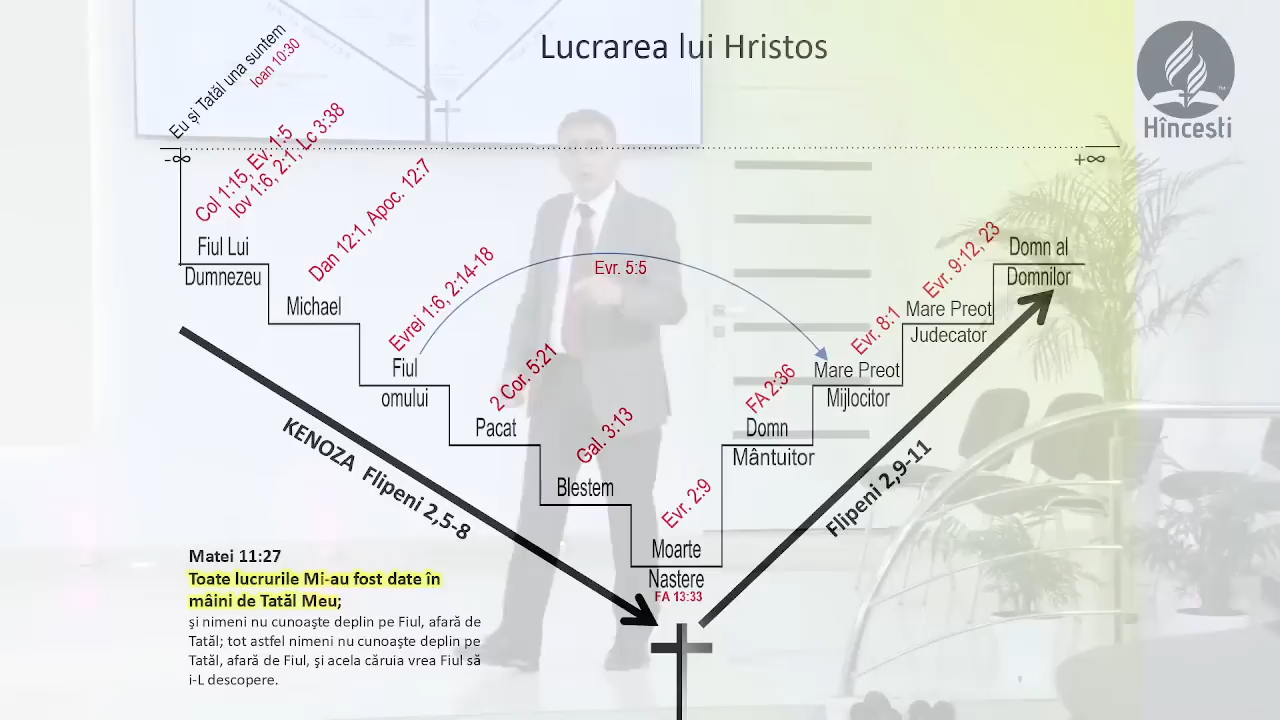 Lucrarea lui Hristos
Hîncești
Eu și Tatăl una suntem
Ioan 10:30
-∞
+∞
Col 1:15, Ev. 1:5
Iov 1:6, 2:1, Lc 3:38
Fiul Lui
Dumnezeu
Dan 12:1, Apoc. 12:7
Michael
Evrei 1:6, 2:14-18
Fiul
omului
2 Cor. 5:21
Pacat
Gal. 3:13
Blestem
Evr. 2:9
Moarte
Nastere
FA 13:33
Evr. 5:5
FA 2:36
Domn
Mântuitor
Evr. 8:1
Mare Preot
Mijlocitor
Evr. 9:12, 23
Mare Preot
Judecator
Domn al
Domnilor
KENOZA Flipeni 2,5-8
Flipeni 2,9-11
Matei 11:27
Toate lucrurile Mi-au fost date în
mâini de Tatăl Meu;
şi nimeni nu cunoaşte deplin pe Fiul, afară de
Tatăl; tot astfel nimeni nu cunoaşte deplin pe
Tatăl, afară de Fiul, şi acela căruia vrea Fiul să
i-L descopere.